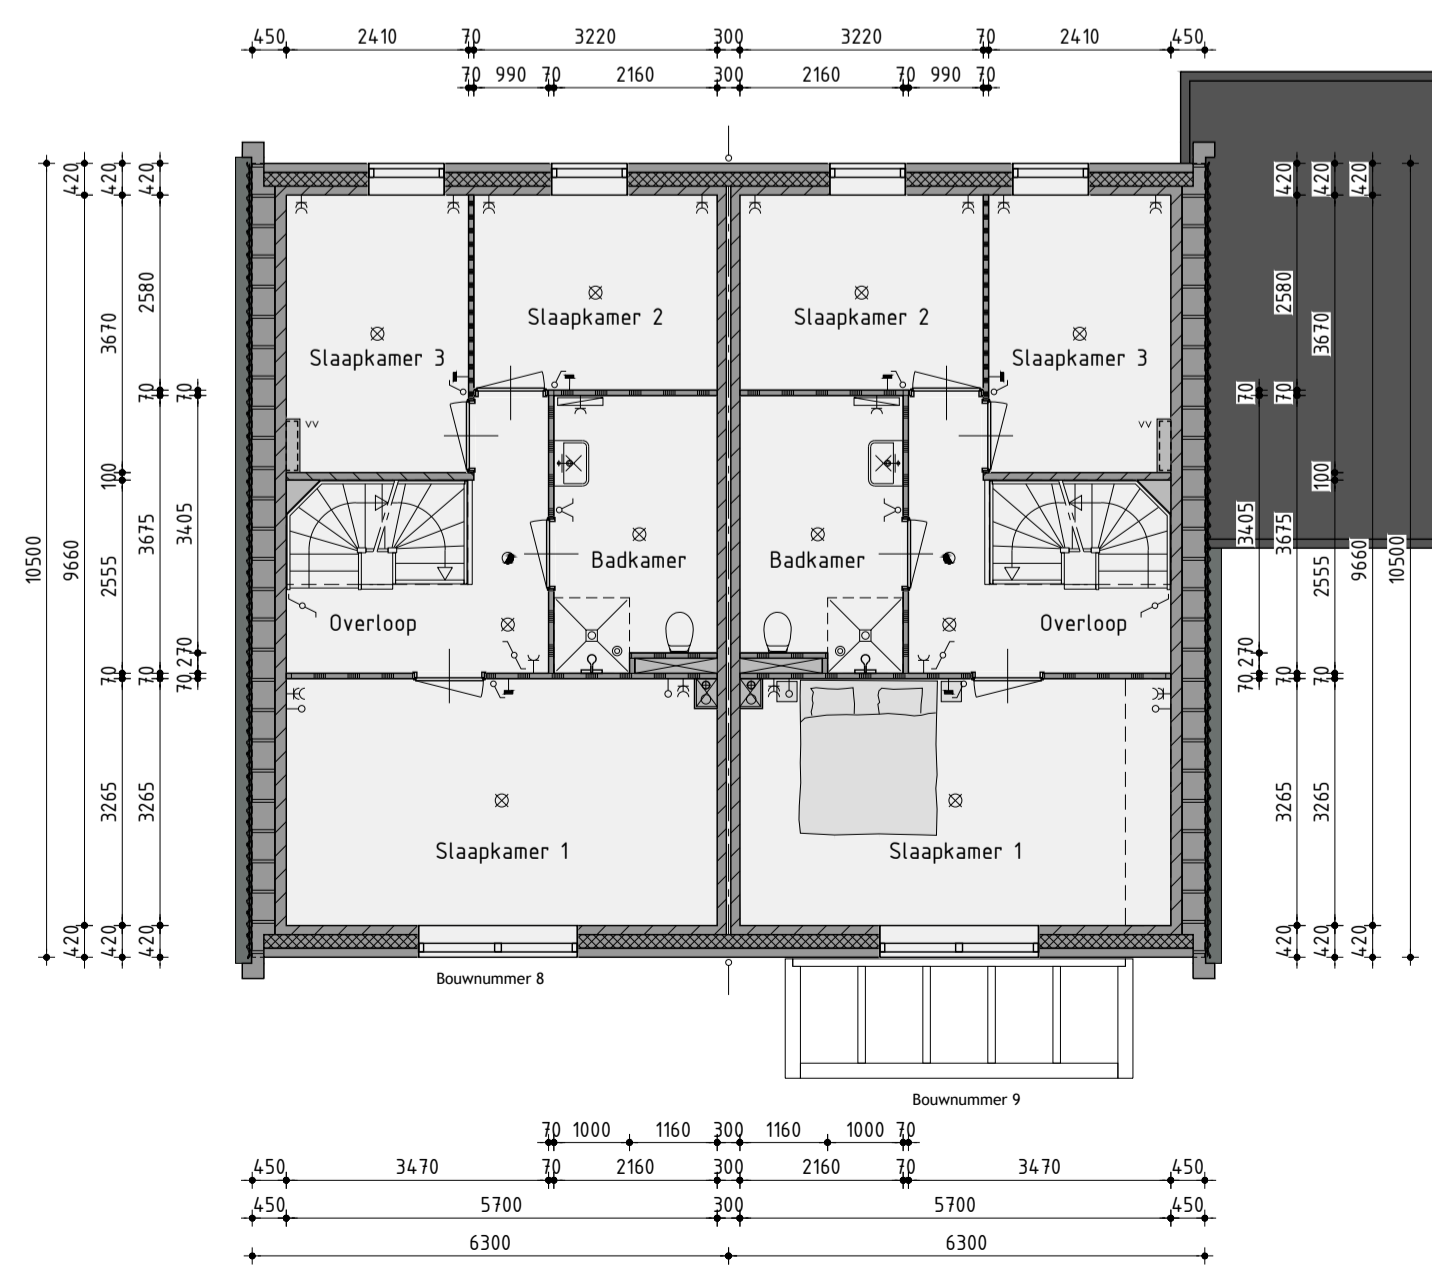 450 2410 70 3220 300 3220 70 2410 450
70 990 70 2160 300 2160 70 990 70
420 420 420 420 420 420
10500 9660 3670 2580 2580 3670 9660 10500
Slaapkamer 2 Slaapkamer 2
Slaapkamer 3 Slaapkamer 3
70 70 70 70
100 100
2555 3675 3405 3405 3675 2555
Badkamer Badkamer
Overloop Overloop
270 270
70 70 70 70 70 70
3265 3265 3265 3265
Slaapkamer 1 Slaapkamer 1
420 420 420 420 420 420
Bouwnummer 8
Bouwnummer 9
70 1000 1160 300 1160 1000 70
450 3470 70 2160 300 2160 70 3470 450
450 5700 300 5700 450
6300 6300